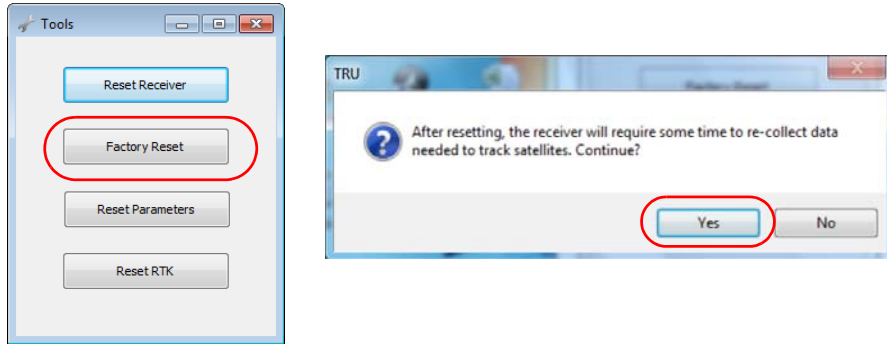 Tools
Reset Receiver
Factory Reset
Reset Parameters
Reset RTK
TRU
After resetting, the receiver will require some time to re-collect data
needed to track satellites. Continue?
Yes
No